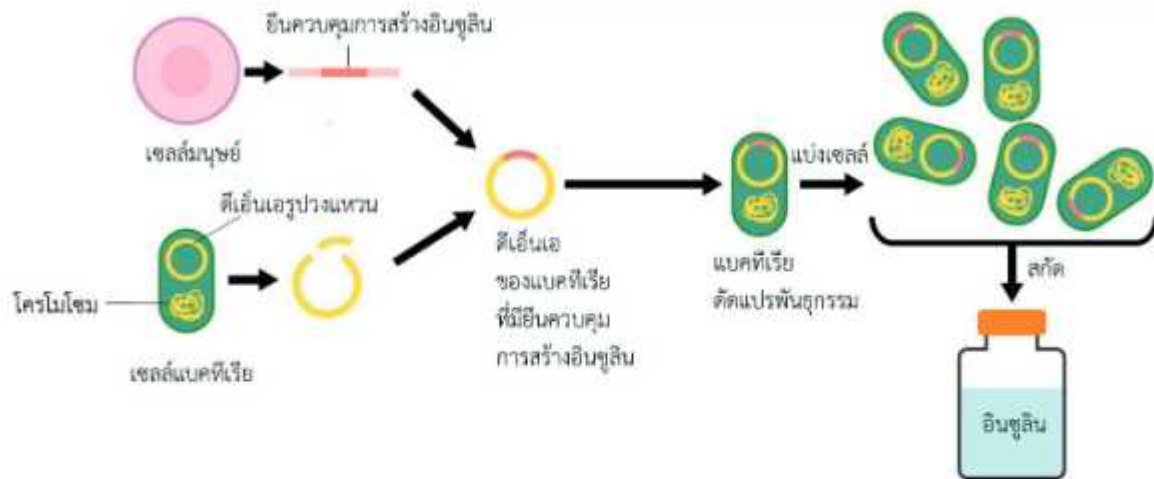 ยีนควบคุมการสร้างอินซูลิน
เซลล์มนุษย์
ดีเอ็นเอรูปวงแหวน
โครโมโซม
เซลล์แบคทีเรีย
ดีเอ็นเอ
ของแบคทีเรีย
ที่มียีนควบคุม
การสร้างอินซูลิน
แบคทีเรีย
ดัดแปรพันธุกรรม
แบ่งเซลล์
สกัด
อินซูลิน